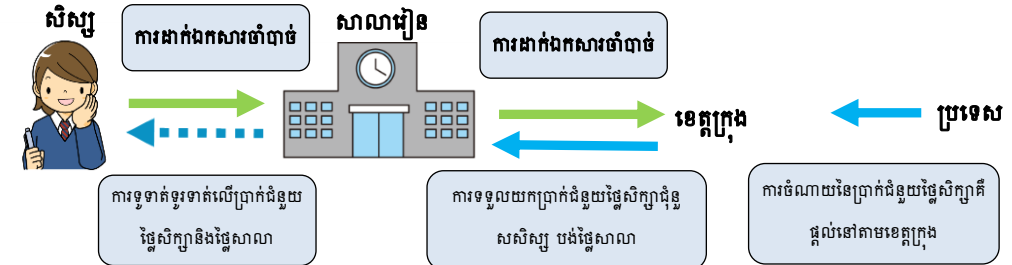 សិស្ស
ការដាក់ឯកសារចាំបាច់
សាលារៀន
ការដាក់ឯកសារចាំបាច់
ខេត្តក្រុង
ប្រទេស
ការទូទាត់ទូរទាត់លើប្រាក់ជំនួយ
ថ្លៃសិក្សានិងថ្លៃសាលា
ការទទួលយកប្រាក់ជំនួយថ្លៃសិក្សាជុំនួ
សសិស្ស បង់ថ្លៃសាលា
ការចំណាយនៃប្រាក់ជំនួយថ្លៃសិក្សាគឺ
ផ្តល់នៅតាមខេត្តក្រុង